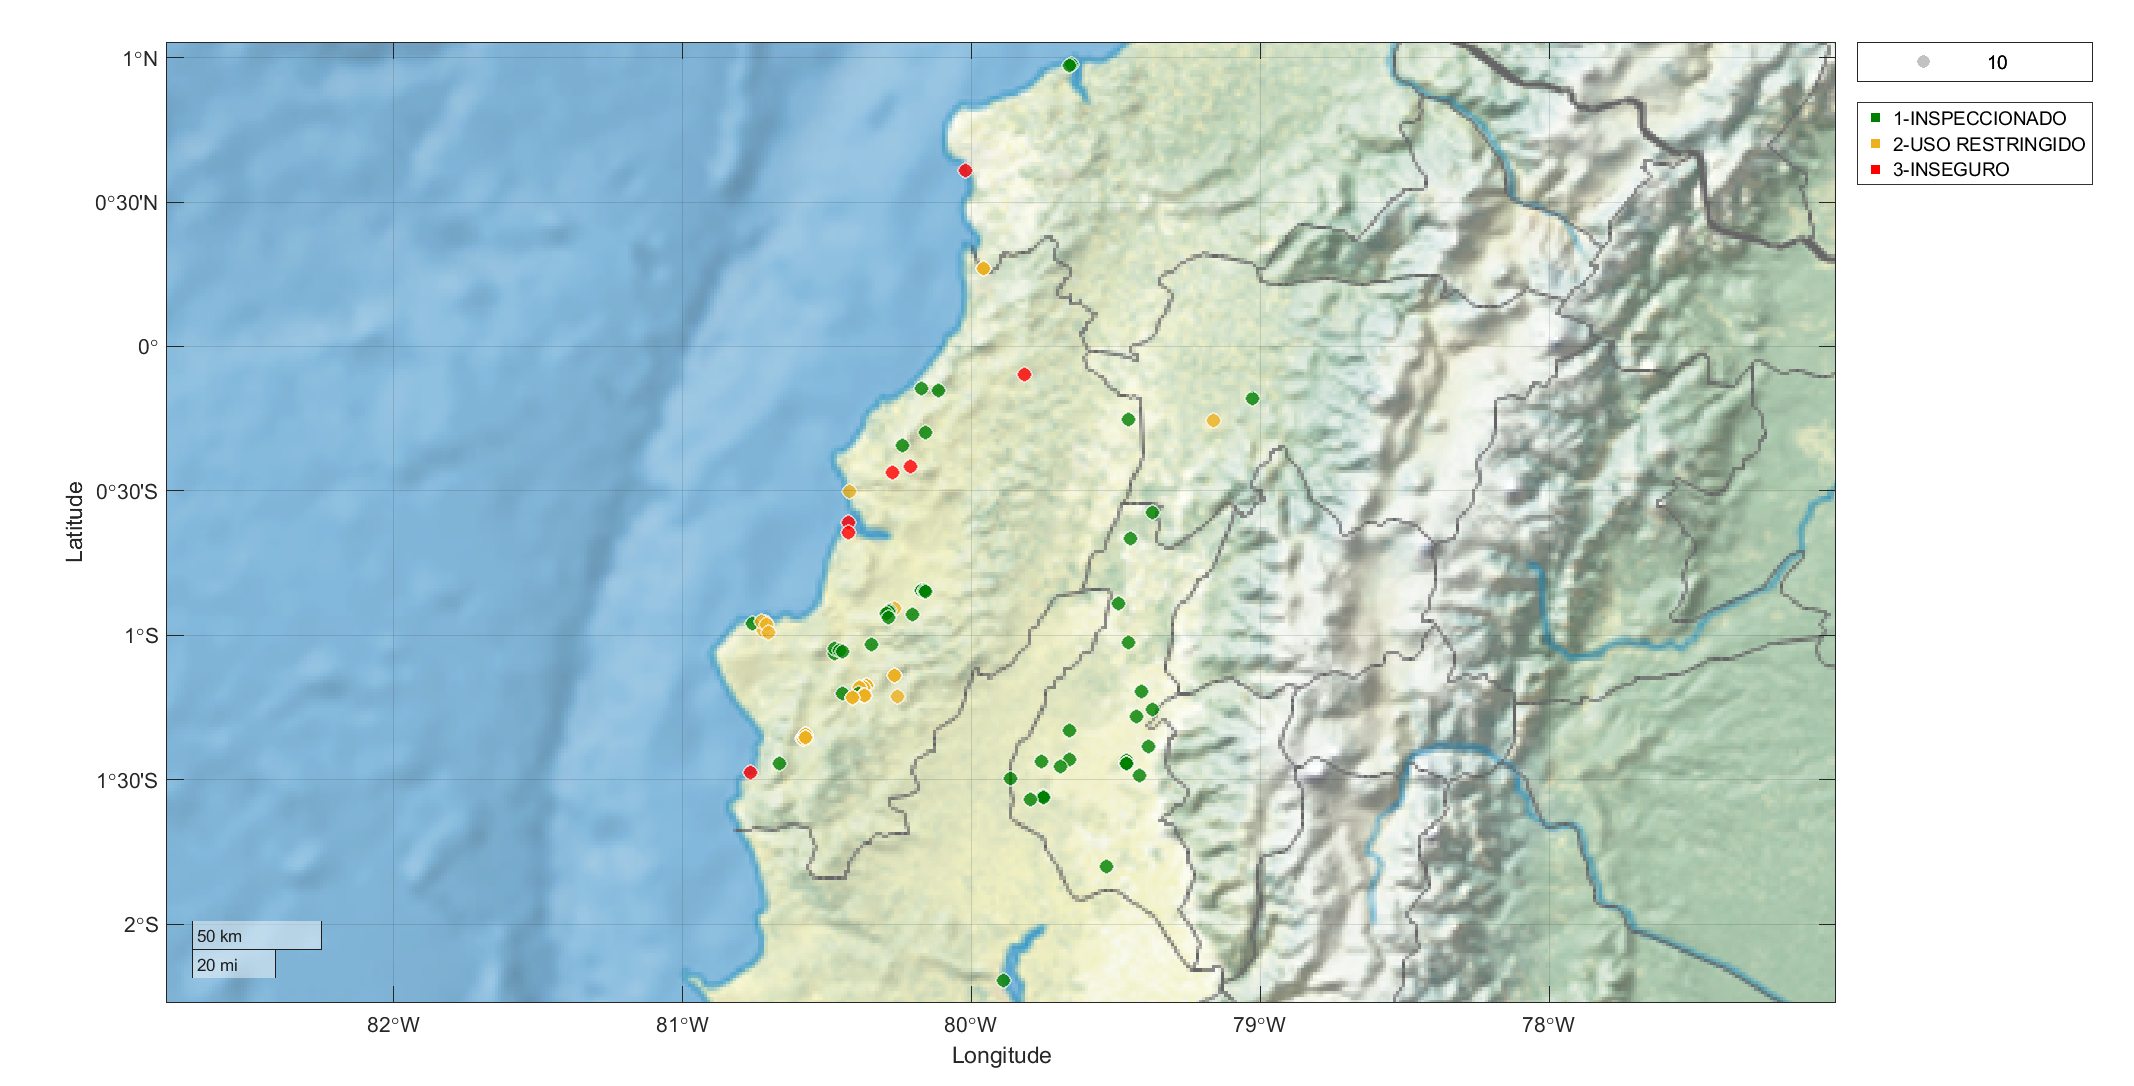 1°N
0°30'N
0°
0°30'S
1°S
1°30'S
2°S
Latitude
82°W
81°W
80°W
79°W
78°W
Longitude
50 km
20 mi
10
1-INSPECCIONADO
2-USO RESTRINGIDO
3-INSEGURO